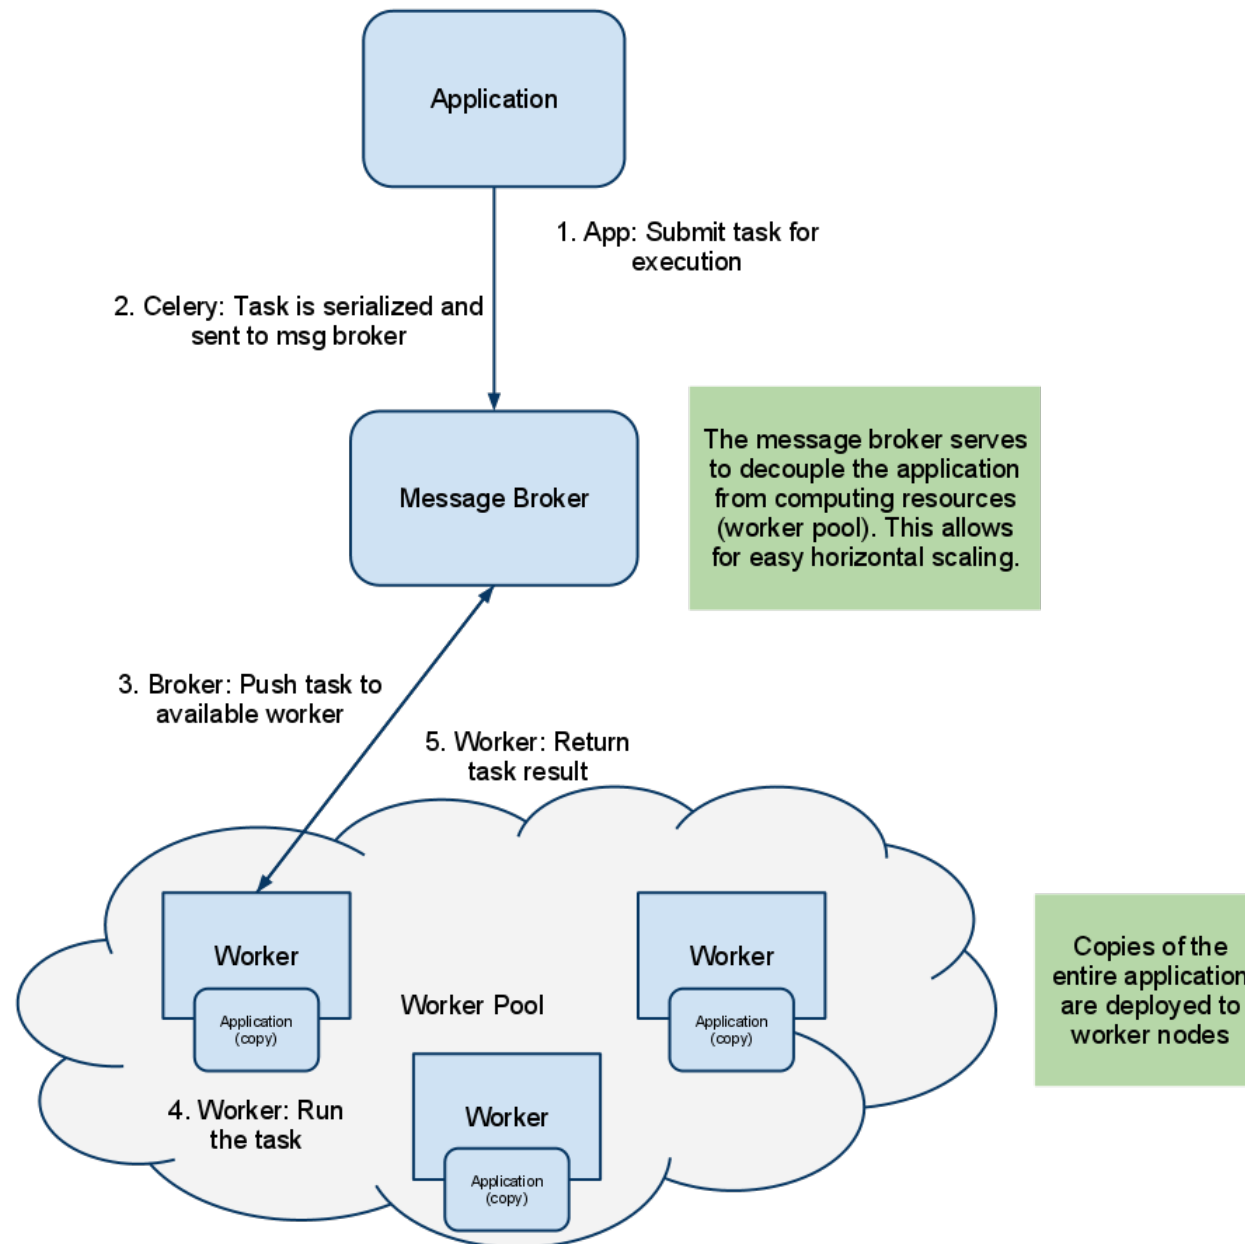 Application
1. App: Submit task for
execution
2. Celery: Task is serialized and
sent to msg broker
Message Broker
The message broker serves
to decouple the application
from computing resources
(worker pool). This allows
for easy horizontal scaling.
3. Broker: Push task to
available worker
5. Worker: Return
task result
Worker
Application
(copy)
Worker Pool
Worker
Application
(copy)
Copies of the
entire application
are deployed to
worker nodes
4. Worker: Run
the task
Worker
Application
(copy)